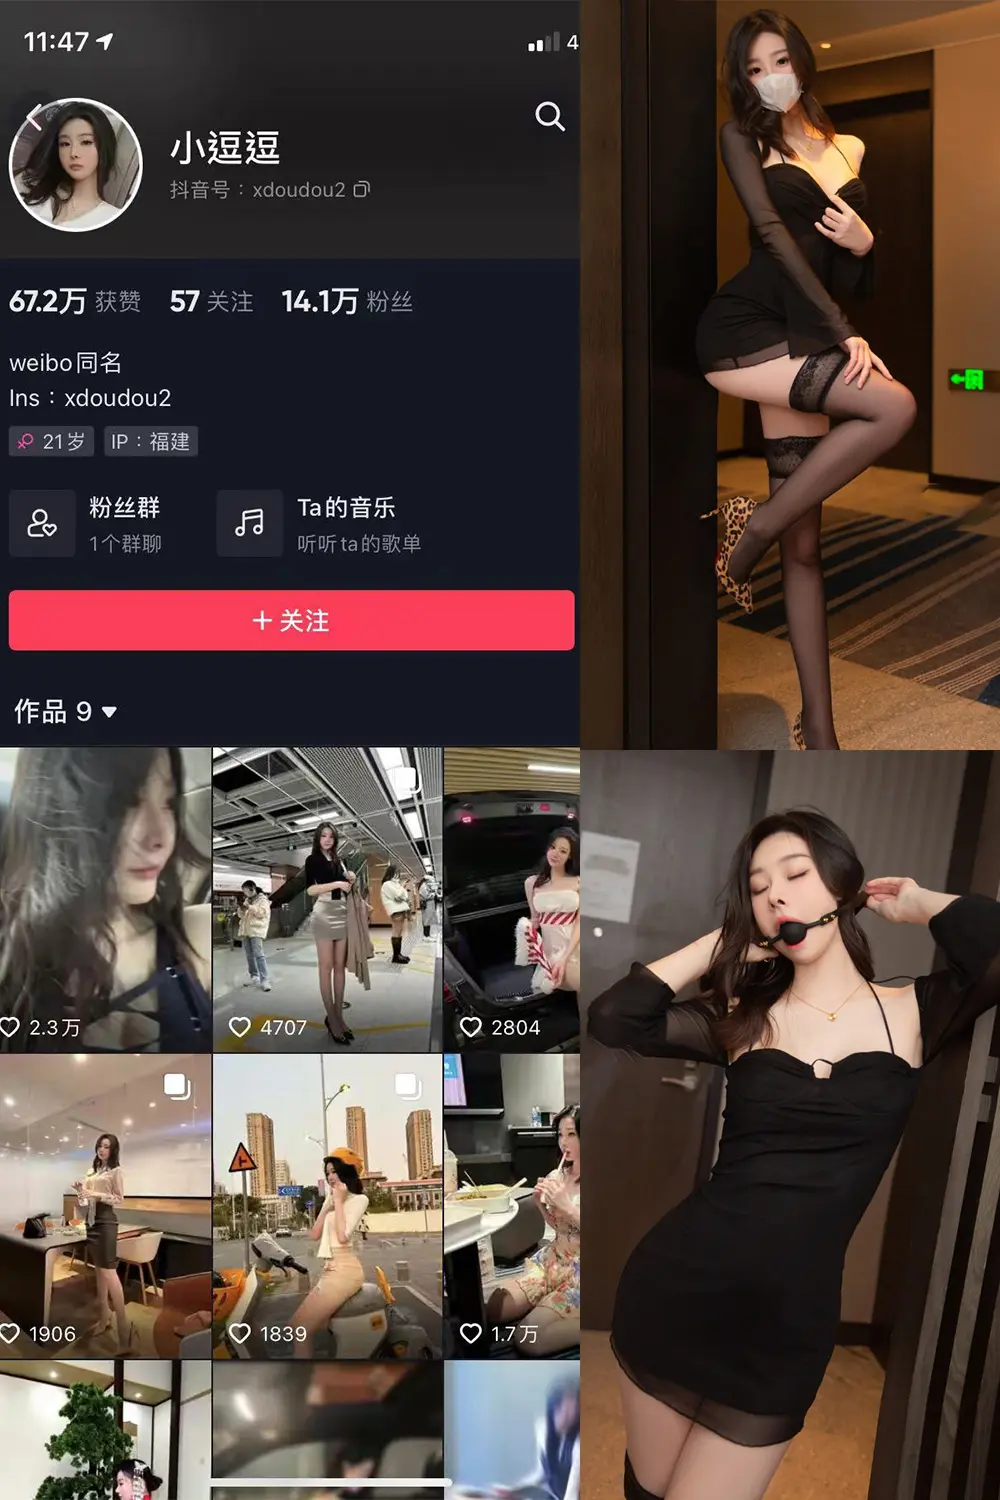 11:47
4
小逗逗
抖音号：xdoudou2
67.2万 获赞 57 关注 14.1万 粉丝
weibo同名
Ins：xdoudou2
21岁 IP：福建
粉丝群
1个群聊
Ta的音乐
听听ta的歌单
+ 关注
作品 9
2.3万
4707
2804
1906
1839
1.7万